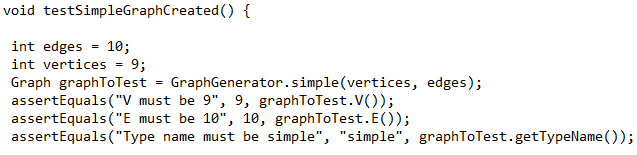 void testSimpleGraphCreated() {
int edges = 10;
int vertices = 9;
Graph graphToTest = GraphGenerator.simple(vertices, edges);
assertEquals("V must be 9", 9, graphToTest.V());
assertEquals("E must be 10", 10, graphToTest.E());
assertEquals("Type name must be simple", "simple", graphToTest.getTypeName());